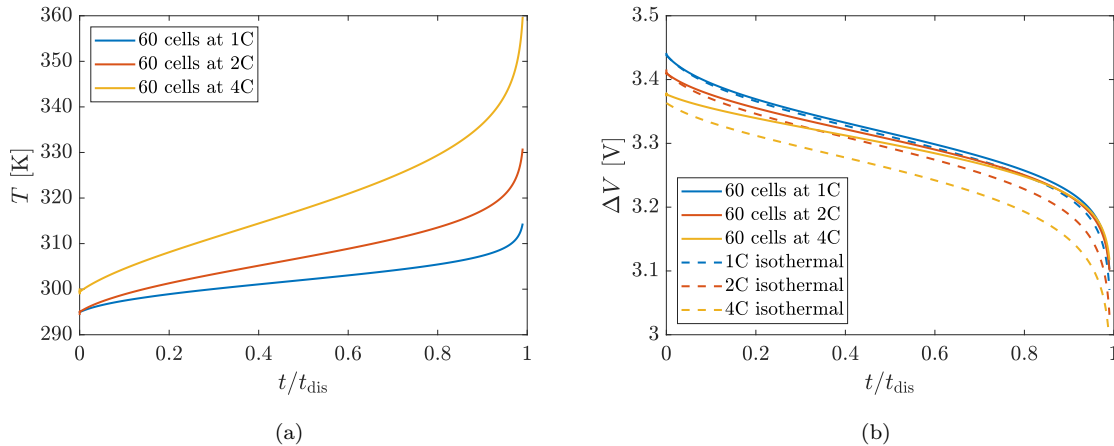 360
350
340
330
320
310
300
290
T [K]
0
0.2
0.4
0.6
0.8
1
t/t_dis
60 cells at 1C
60 cells at 2C
60 cells at 4C
(a)
3.5
3.4
3.3
3.2
3.1
3
ΔV [V]
0
0.2
0.4
0.6
0.8
1
t/t_dis
60 cells at 1C
60 cells at 2C
60 cells at 4C
1C isothermal
2C isothermal
4C isothermal
(b)